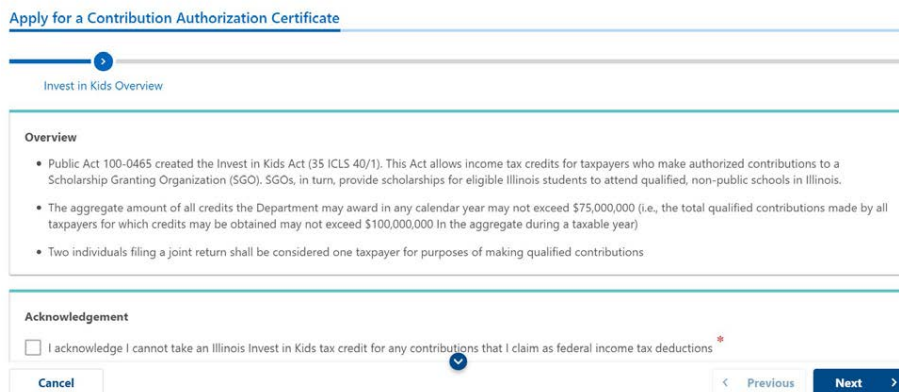 Apply for a Contribution Authorization Certificate
Invest in Kids Overview
Overview
• Public Act 100-0465 created the Invest in Kids Act (35 ICLS 40/1). This Act allows income tax credits for taxpayers who make authorized contributions to a
Scholarship Granting Organization (SGO). SGOs, in turn, provide scholarships for eligible Illinois students to attend qualified, non-public schools in Illinois.
• The aggregate amount of all credits the Department may award in any calendar year may not exceed $75,000,000 (i.e., the total qualified contributions made by all
taxpayers for which credits may be obtained may not exceed $100,000,000 In the aggregate during a taxable year)
• Two individuals filing a joint return shall be considered one taxpayer for purposes of making qualified contributions
Acknowledgement
I acknowledge I cannot take an Illinois Invest in Kids tax credit for any contributions that I claim as federal income tax deductions *
Cancel
< Previous
Next >